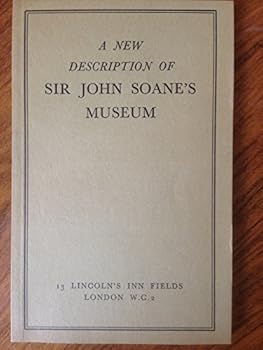 A NEW
DESCRIPTION OF
SIR JOHN SOANE'S
MUSEUM
13 LINCOLN'S INN FIELDS
LONDON W.C.2